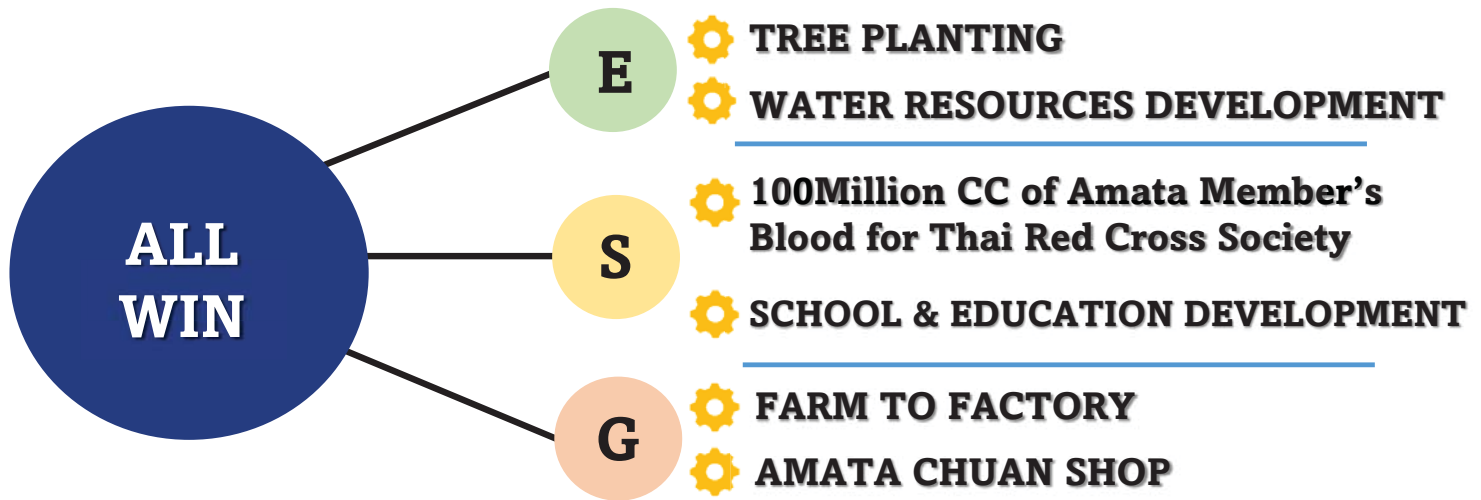 ALL
WIN
E
TREE PLANTING
WATER RESOURCES DEVELOPMENT
S
100Million CC of Amata Member’s
Blood for Thai Red Cross Society
SCHOOL & EDUCATION DEVELOPMENT
G
FARM TO FACTORY
AMATA CHUAN SHOP